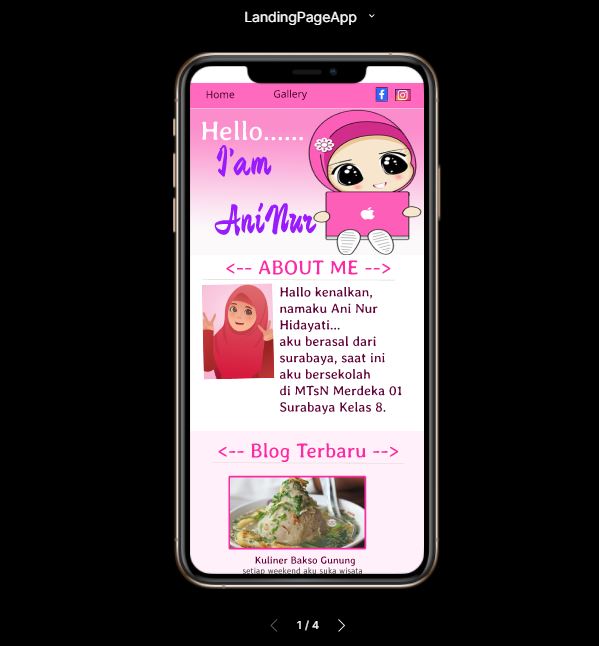 LandingPageApp
Home Gallery
Hello......
I'am
AniNur
<-- ABOUT ME -->
Hallo kenalkan,
namaku Ani Nur
Hidayati...
aku berasal dari
surabaya, saat ini
aku bersekolah
di MTsN Merdeka 01
Surabaya Kelas 8.
<-- Blog Terbaru -->
Kuliner Bakso Gunung
setiap weekend aku suka wisata
1 / 4